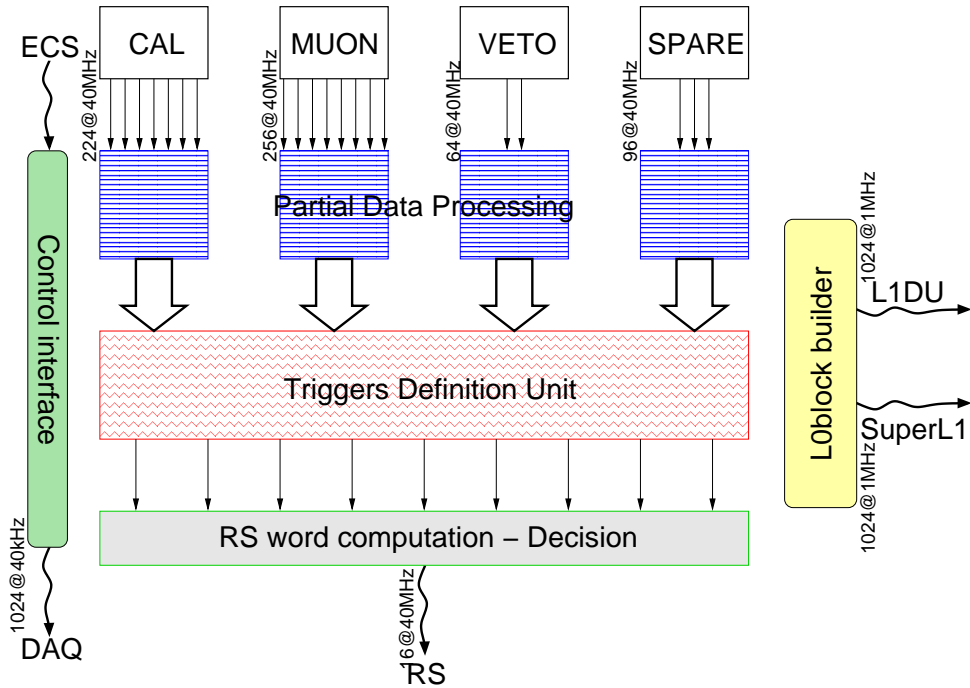 ECS
CAL
MUON
VETO
SPARE
224@40MHz
256@40MHz
64@40MHz
96@40MHz
Partial Data Processing
Control interface
Triggers Definition Unit
L0block builder
1024@1MHz
L1DU
SuperL1
1024@1MHz
RS word computation – Decision
1024@40kHz
16@40MHz
DAQ
RS